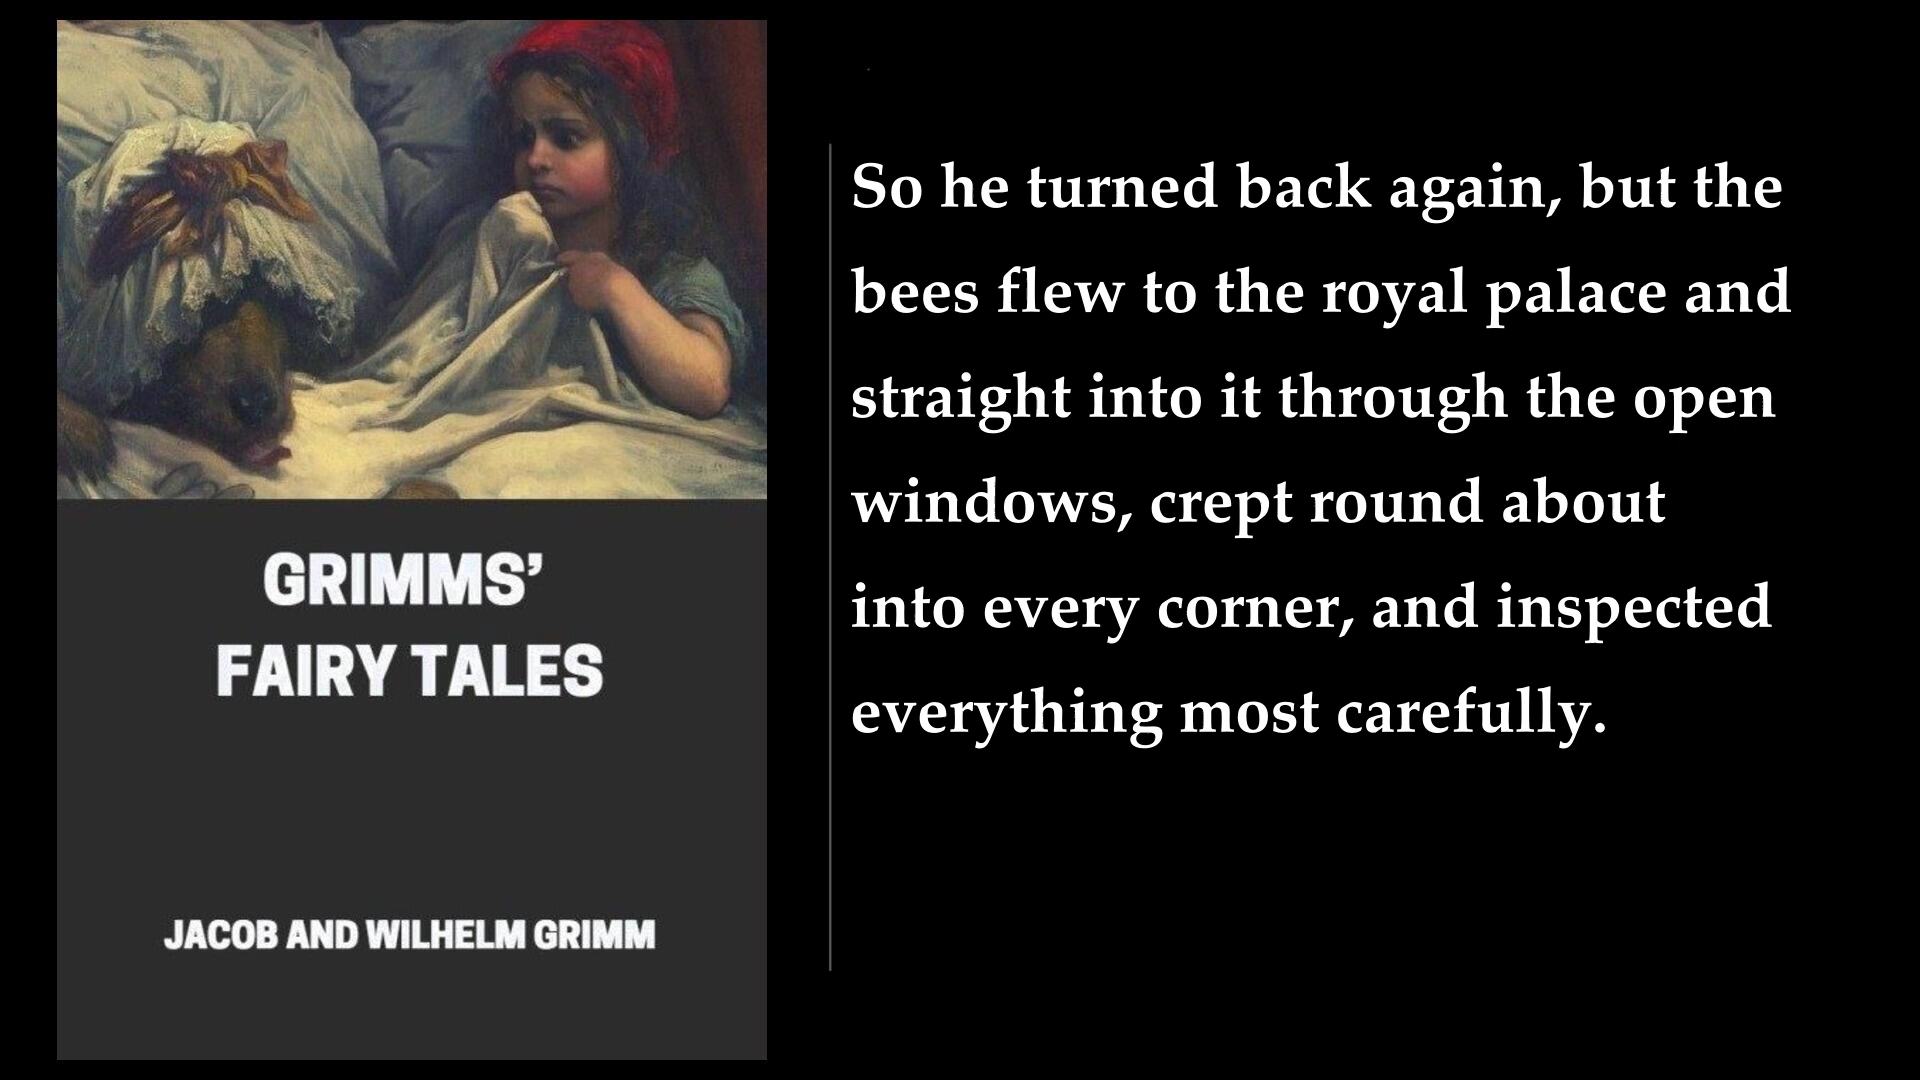 GRIMMS’
FAIRY TALES
JACOB AND WILHELM GRIMM
So he turned back again, but the
bees flew to the royal palace and
straight into it through the open
windows, crept round about
into every corner, and inspected
everything most carefully.